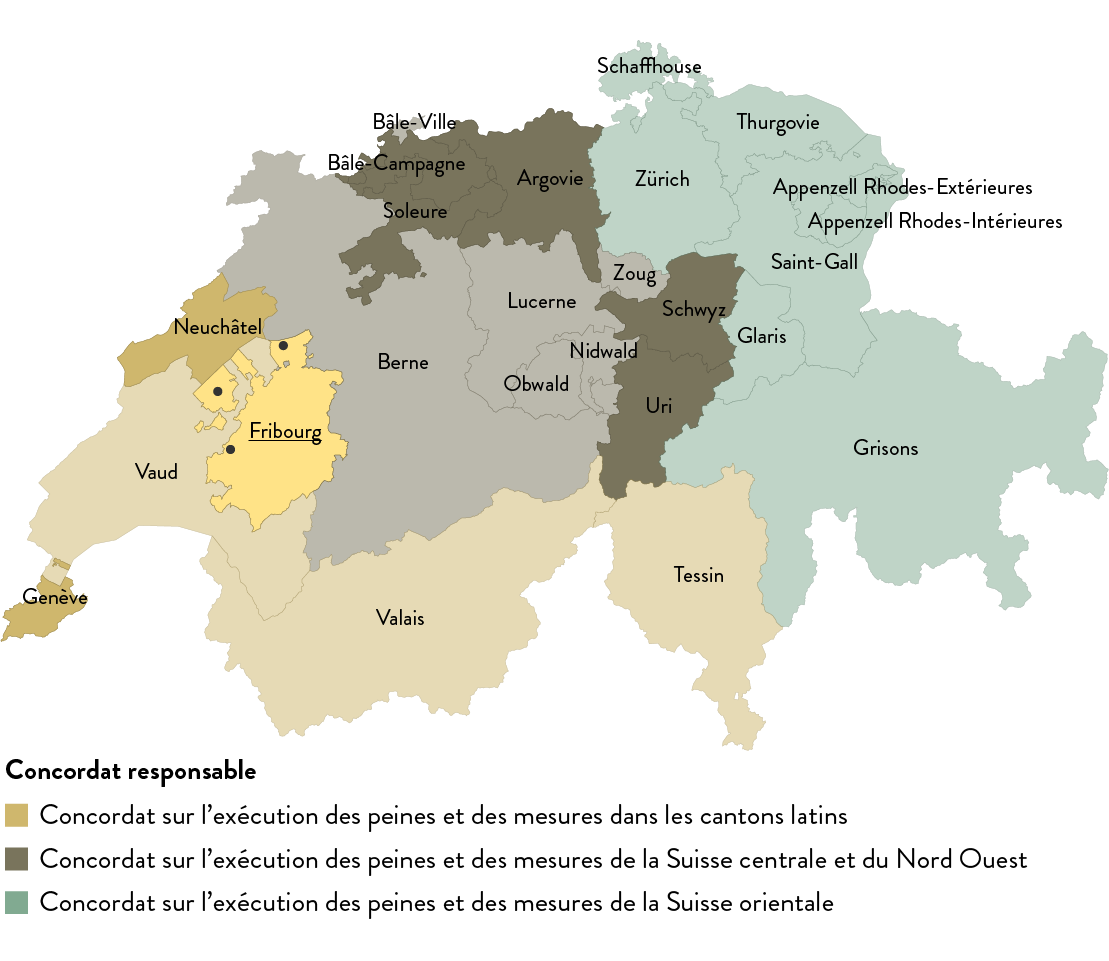 Schaffhouse
Bâle-Ville
Thurgovie
Bâle-Campagne
Argovie
Zürich
Appenzell Rhodes-Extérieures
Soleure
Appenzell Rhodes-Intérieures
Saint-Gall
Zoug
Lucerne
Schwyz
Neuchâtel
Glaris
Nidwald
Berne
Obwald
Uri
Fribourg
Grisons
Vaud
Tessin
Genève
Valais
Concordat responsable
Concordat sur l’exécution des peines et des mesures dans les cantons latins
Concordat sur l’exécution des peines et des mesures de la Suisse centrale et du Nord Ouest
Concordat sur l’exécution des peines et des mesures de la Suisse orientale